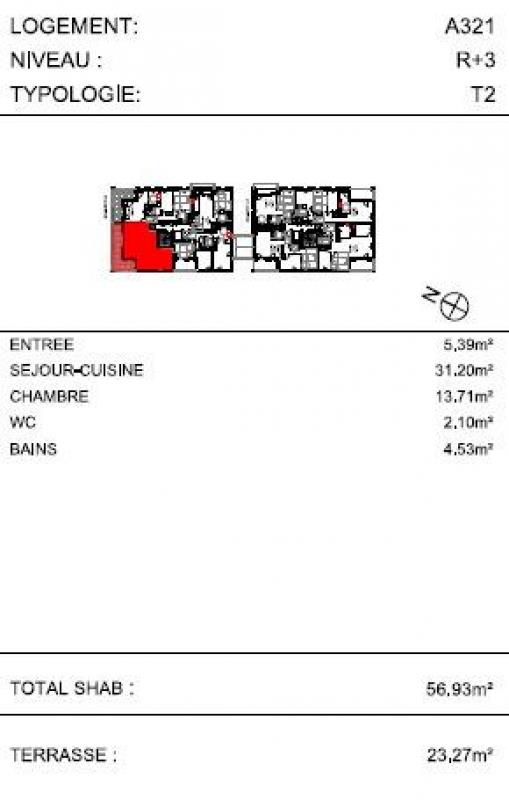 LOGEMENT: A321
NIVEAU : R+3
TYPOLOGIE: T2
N
ENTREE 5,39m²
SEJOUR-CUISINE 31.20m²
CHAMBRE 13.71m²
WC 2.10m²
BAINS 4.53m²
TOTAL SHAB : 56,93m²
TERRASSE : 23,27m²